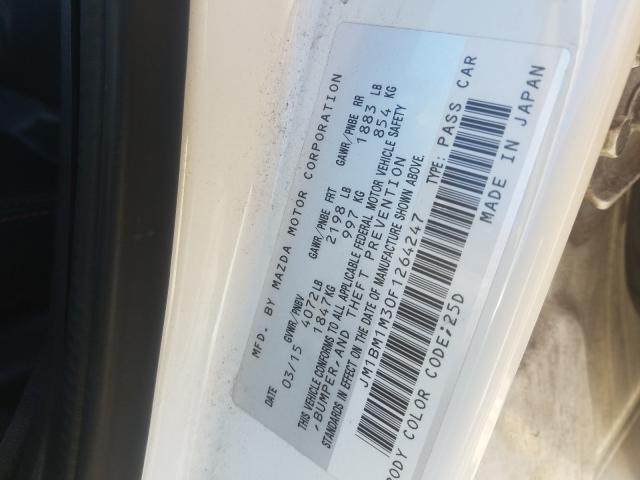 MFD. BY MAZDA MOTOR CORPORATION
DATE GVWR/PNBV GAWR/PNBE FRT GAWR/PNBE RR
03/15 4072LB 2198 LB 1883 LB
1847KG 997 KG 854 KG
THIS VEHICLE CONFORMS TO ALL APPLICABLE FEDERAL MOTOR VEHICLE SAFETY
,BUMPER, AND THEFT PREVENTION
STANDARDS IN EFFECT ON THE DATE OF MANUFACTURE SHOWN ABOVE.
JM1BM1M30F1264247 TYPE: PASS CAR
BODY COLOR CODE:25D MADE IN JAPAN